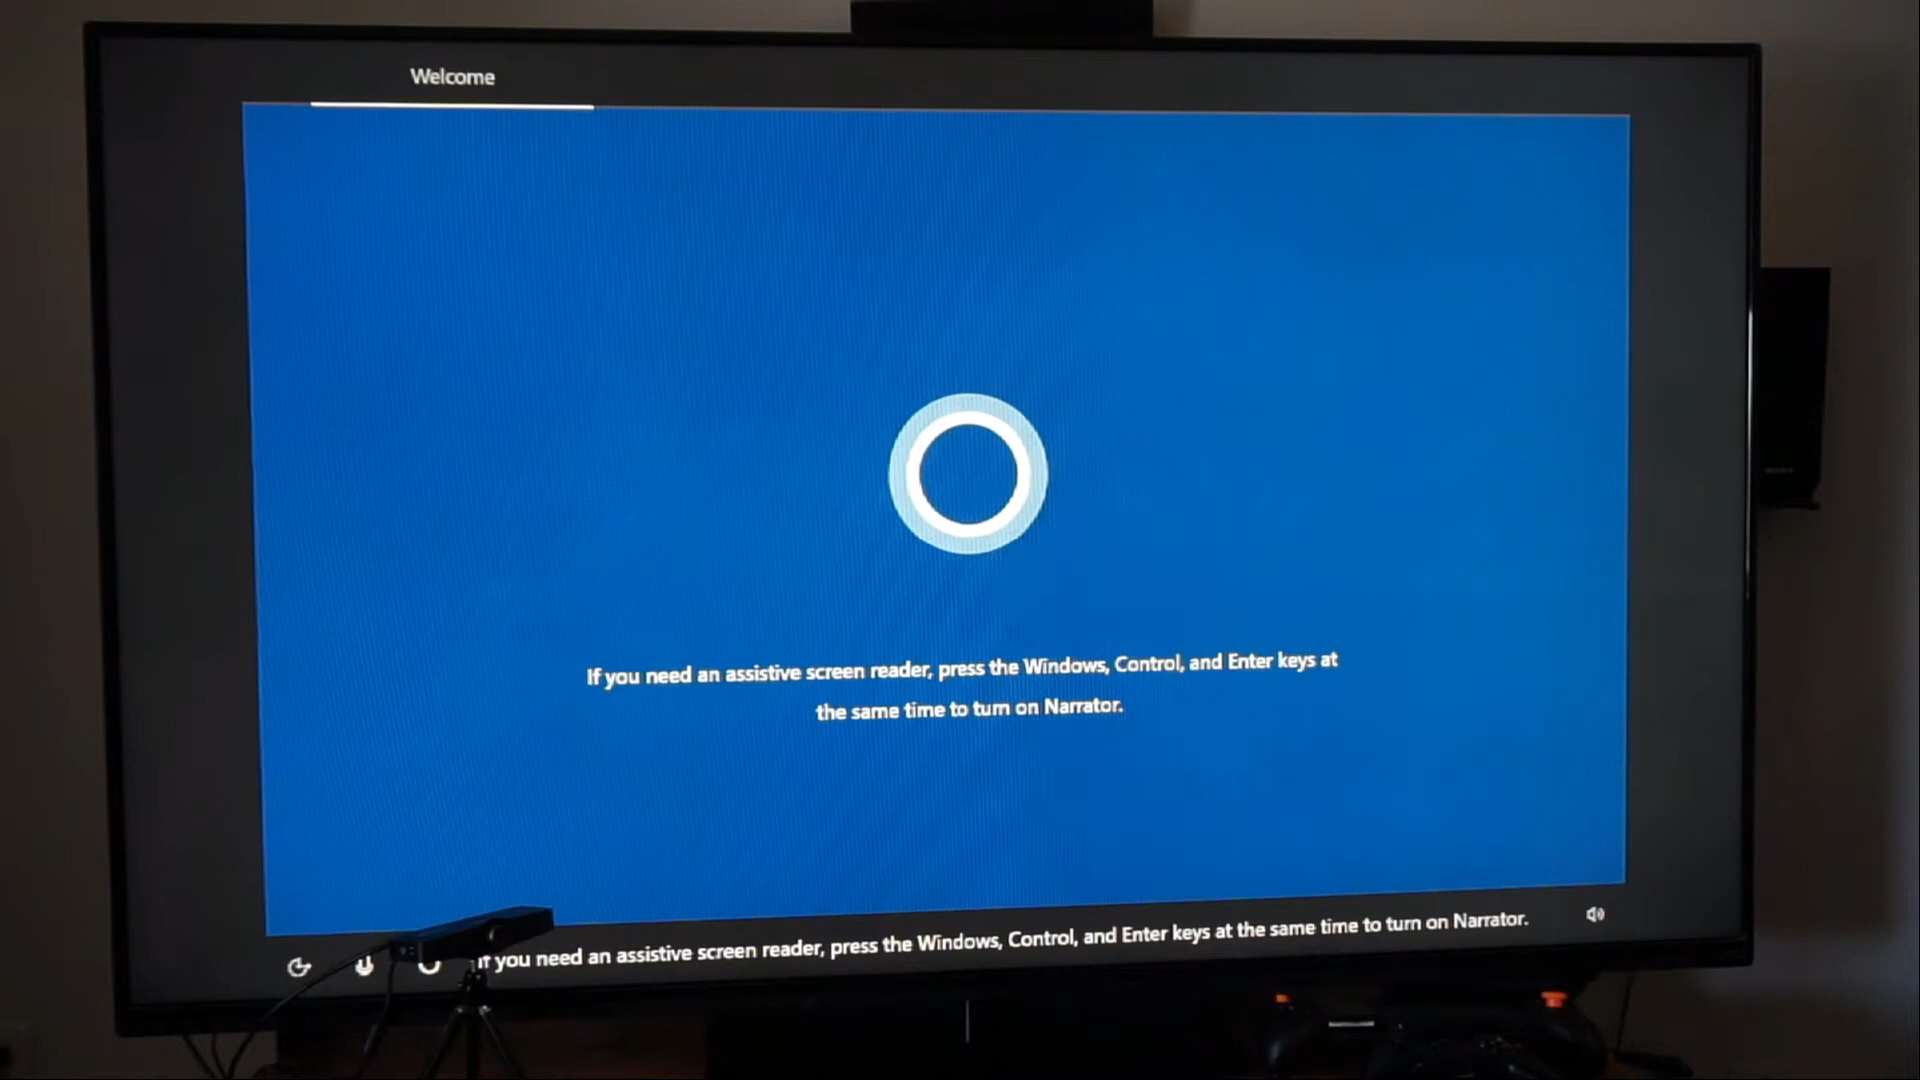 Welcome
If you need an assistive screen reader, press the Windows, Control, and Enter keys at
the same time to turn on Narrator.
If you need an assistive screen reader, press the Windows, Control, and Enter keys at the same time to turn on Narrator.